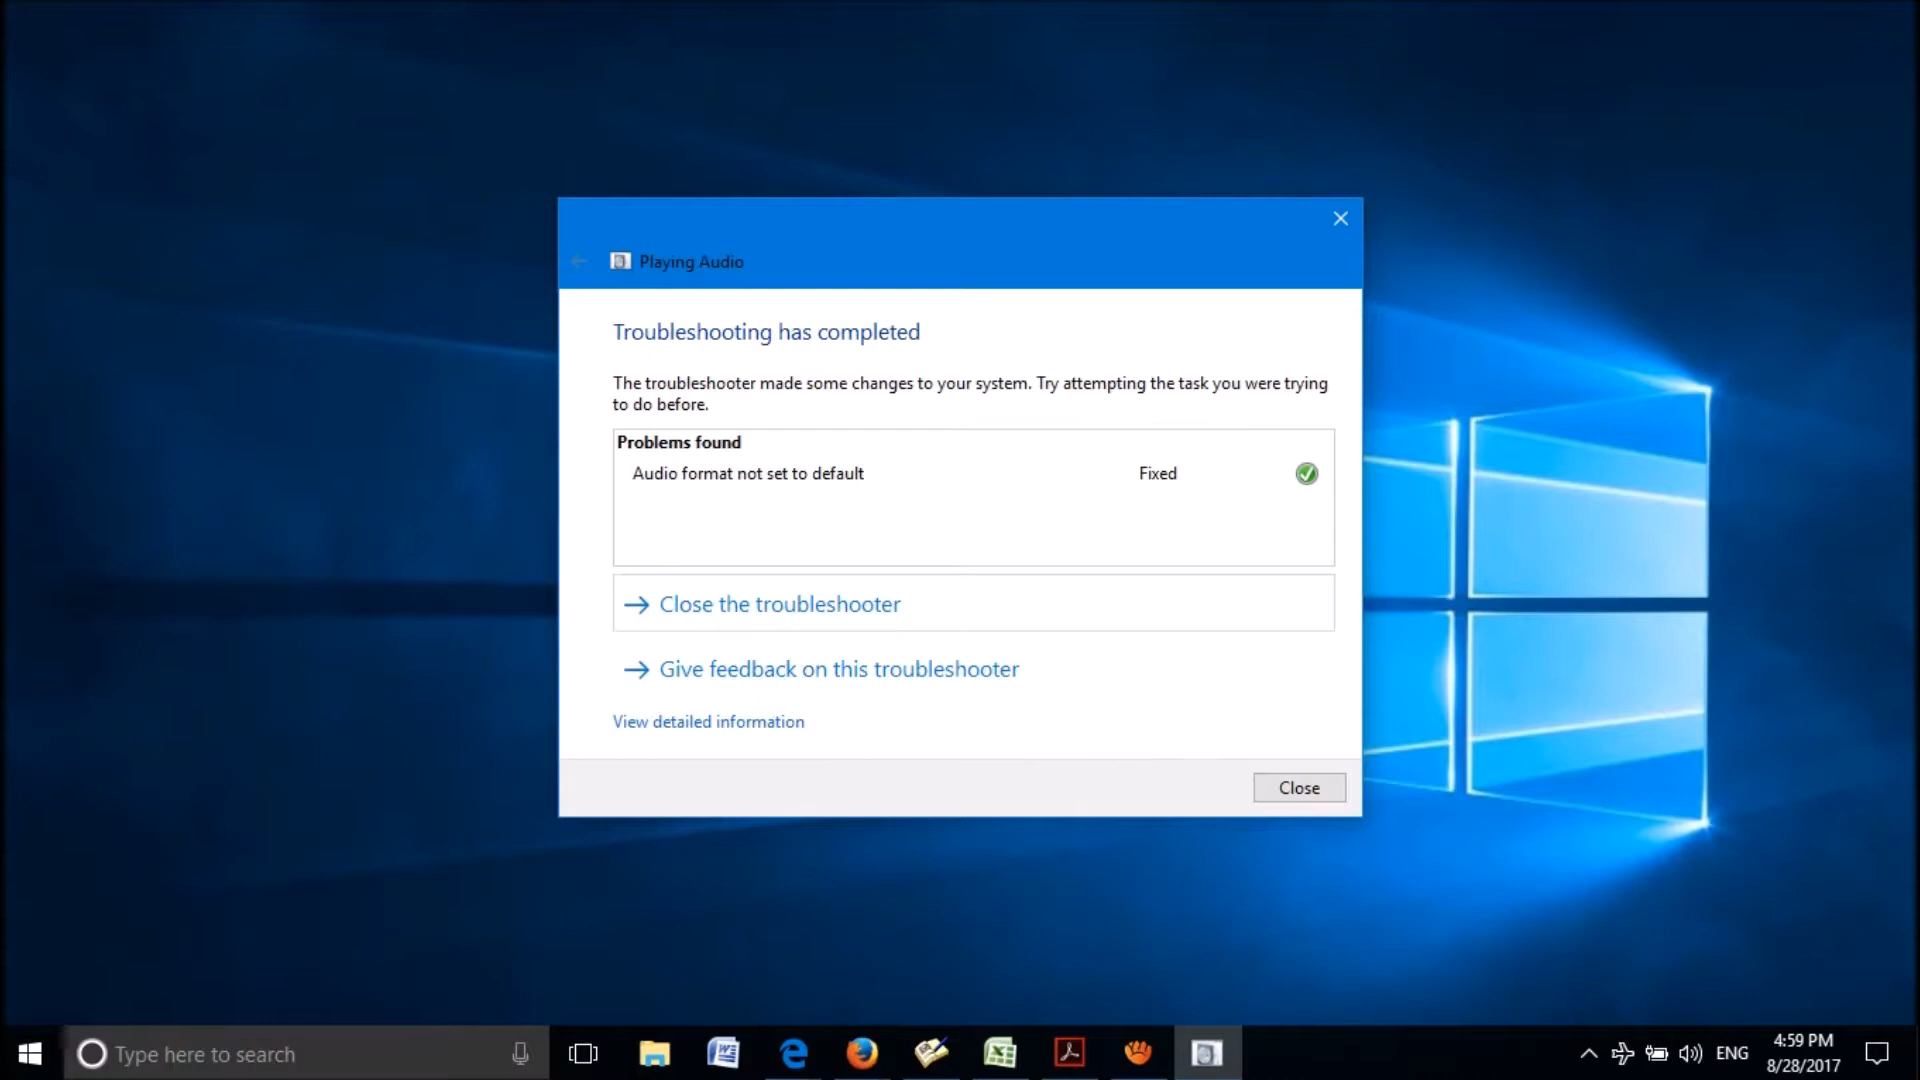 Playing Audio
Troubleshooting has completed
The troubleshooter made some changes to your system. Try attempting the task you were trying
to do before.
Problems found
Audio format not set to default Fixed
Close the troubleshooter
Give feedback on this troubleshooter
View detailed information
Close
Type here to search
ENG
4:59 PM
8/28/2017